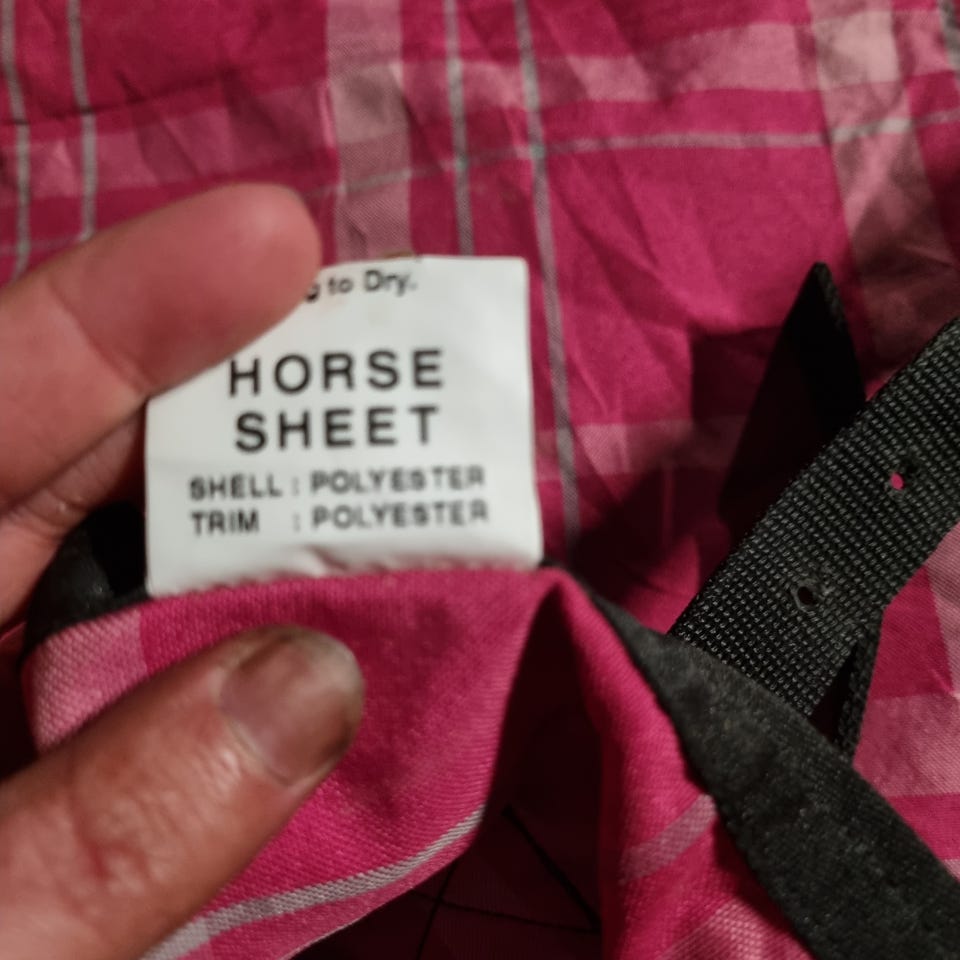 to Dry.
HORSE
SHEET
SHELL : POLYESTER
TRIM : POLYESTER